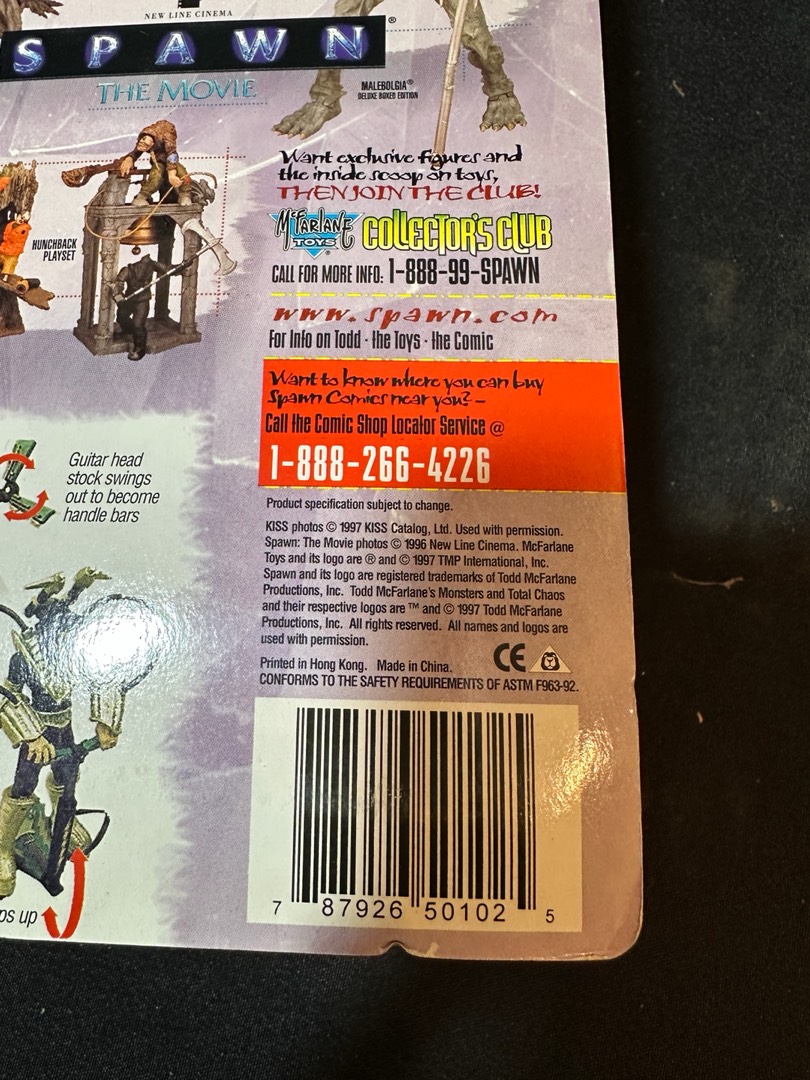 NEW LINE CINEMA
SPAWN®
THE MOVIE
MALEBOLGIA®
DELUXE BOXED EDITION
HUNCHBACK
PLAYSET
Want exclusive figures and
the inside scoop on toys,
THEN JOIN THE CLUB!
McFARLANE
TOYS®
COLLECTOR'S CLUB
CALL FOR MORE INFO: 1-888-99-SPAWN
www.spawn.com
For Info on Todd · the Toys · the Comic
Want to know where you can buy
Spawn Comics near you? –
Call the Comic Shop Locator Service @
1-888-266-4226
Guitar head
stock swings
out to become
handle bars
Product specification subject to change.
KISS photos © 1997 KISS Catalog, Ltd. Used with permission.
Spawn: The Movie photos © 1996 New Line Cinema. McFarlane
Toys and its logo are ® and © 1997 TMP International, Inc.
Spawn and its logo are registered trademarks of Todd McFarlane
Productions, Inc. Todd McFarlane's Monsters and Total Chaos
and their respective logos are ™ and © 1997 Todd McFarlane
Productions, Inc. All rights reserved. All names and logos are
used with permission.
Printed in Hong Kong. Made in China.
CE
CONFORMS TO THE SAFETY REQUIREMENTS OF ASTM F963-92.
ps up
7 87926 50102 5